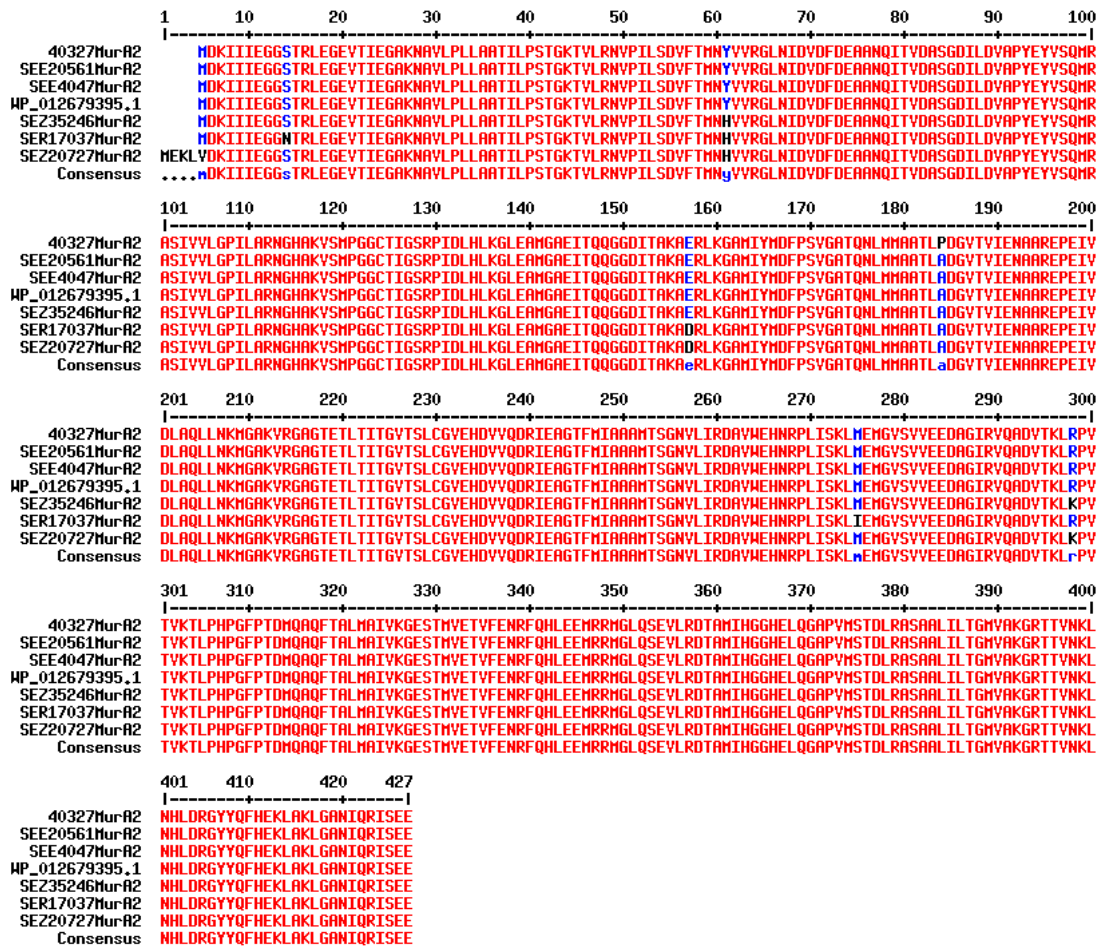 1 10 20 30 40 50 60 70 80 90 100
|--------+---------+---------+---------+---------+---------+---------+---------+---------+---------|
40327MurA2 MDKIIIEGGSTRLEGEVTIEGAKNAVLPLLAATILPSTGKTVLRNVPILSDVFTMNYVVRGLNIDVDFDEAANQITVDASGDILDVAPYEYVSQMR
SEE20561MurA2 MDKIIIEGGSTRLEGEVTIEGAKNAVLPLLAATILPSTGKTVLRNVPILSDVFTMNYVVRGLNIDVDFDEAANQITVDASGDILDVAPYEYVSQMR
SEE4047MurA2 MDKIIIEGGSTRLEGEVTIEGAKNAVLPLLAATILPSTGKTVLRNVPILSDVFTMNYVVRGLNIDVDFDEAANQITVDASGDILDVAPYEYVSQMR
WP_012679395.1 MDKIIIEGGSTRLEGEVTIEGAKNAVLPLLAATILPSTGKTVLRNVPILSDVFTMNYVVRGLNIDVDFDEAANQITVDASGDILDVAPYEYVSQMR
SEZ35246MurA2 MDKIIIEGGSTRLEGEVTIEGAKNAVLPLLAATILPSTGKTVLRNVPILSDVFTMNHVVRGLNIDVDFDEAANQITVDASGDILDVAPYEYVSQMR
SER17037MurA2 MDKIIIEGGNTRLEGEVTIEGAKNAVLPLLAATILPSTGKTVLRNVPILSDVFTMNHVVRGLNIDVDFDEAANQITVDASGDILDVAPYEYVSQMR
SEZ20727MurA2 MEKLVDKIIIEGGSTRLEGEVTIEGAKNAVLPLLAATILPSTGKTVLRNVPILSDVFTMNHVVRGLNIDVDFDEAANQITVDASGDILDVAPYEYVSQMR
Consensus ....mDKIIIEGGsTRLEGEVTIEGAKNAVLPLLAATILPSTGKTVLRNVPILSDVFTMNyVVRGLNIDVDFDEAANQITVDASGDILDVAPYEYVSQMR
101 110 120 130 140 150 160 170 180 190 200
|--------+---------+---------+---------+---------+---------+---------+---------+---------+---------|
40327MurA2 ASIVVLGPILARNGHAKVSMPGGCTIGSRPIDLHLKGLEAMGAEITQQGGDITAKAERLKGAMIYMDFPSVGATQNLMMAATLPDGVTVIENAAREPEIV
SEE20561MurA2 ASIVVLGPILARNGHAKVSMPGGCTIGSRPIDLHLKGLEAMGAEITQQGGDITAKAERLKGAMIYMDFPSVGATQNLMMAATLADGVTVIENAAREPEIV
SEE4047MurA2 ASIVVLGPILARNGHAKVSMPGGCTIGSRPIDLHLKGLEAMGAEITQQGGDITAKAERLKGAMIYMDFPSVGATQNLMMAATLADGVTVIENAAREPEIV
WP_012679395.1 ASIVVLGPILARNGHAKVSMPGGCTIGSRPIDLHLKGLEAMGAEITQQGGDITAKAERLKGAMIYMDFPSVGATQNLMMAATLADGVTVIENAAREPEIV
SEZ35246MurA2 ASIVVLGPILARNGHAKVSMPGGCTIGSRPIDLHLKGLEAMGAEITQQGGDITAKAERLKGAMIYMDFPSVGATQNLMMAATLADGVTVIENAAREPEIV
SER17037MurA2 ASIVVLGPILARNGHAKVSMPGGCTIGSRPIDLHLKGLEAMGAEITQQGGDITAKADRLKGAMIYMDFPSVGATQNLMMAATLADGVTVIENAAREPEIV
SEZ20727MurA2 ASIVVLGPILARNGHAKVSMPGGCTIGSRPIDLHLKGLEAMGAEITQQGGDITAKADRLKGAMIYMDFPSVGATQNLMMAATLADGVTVIENAAREPEIV
Consensus ASIVVLGPILARNGHAKVSMPGGCTIGSRPIDLHLKGLEAMGAEITQQGGDITAKAeRLKGAMIYMDFPSVGATQNLMMAATLaDGVTVIENAAREPEIV
201 210 220 230 240 250 260 270 280 290 300
|--------+---------+---------+---------+---------+---------+---------+---------+---------+---------|
40327MurA2 DLAQLLNKMGAKVRGAGTETLTITGVTSLCGVEHDVVQDRIEAGTFMIAAAMTSGNVLIRDAVWEHNRPLISKLMEMGVSVVEEDAGIRVQADVTKLRPV
SEE20561MurA2 DLAQLLNKMGAKVRGAGTETLTITGVTSLCGVEHDVVQDRIEAGTFMIAAAMTSGNVLIRDAVWEHNRPLISKLMEMGVSVVEEDAGIRVQADVTKLRPV
SEE4047MurA2 DLAQLLNKMGAKVRGAGTETLTITGVTSLCGVEHDVVQDRIEAGTFMIAAAMTSGNVLIRDAVWEHNRPLISKLMEMGVSVVEEDAGIRVQADVTKLRPV
WP_012679395.1 DLAQLLNKMGAKVRGAGTETLTITGVTSLCGVEHDVVQDRIEAGTFMIAAAMTSGNVLIRDAVWEHNRPLISKLMEMGVSVVEEDAGIRVQADVTKLRPV
SEZ35246MurA2 DLAQLLNKMGAKVRGAGTETLTITGVTSLCGVEHDVVQDRIEAGTFMIAAAMTSGNVLIRDAVWEHNRPLISKLMEMGVSVVEEDAGIRVQADVTKLKPV
SER17037MurA2 DLAQLLNKMGAKVRGAGTETLTITGVTSLCGVEHDVVQDRIEAGTFMIAAAMTSGNVLIRDAVWEHNRPLISKLIEMGVSVVEEDAGIRVQADVTKLRPV
SEZ20727MurA2 DLAQLLNKMGAKVRGAGTETLTITGVTSLCGVEHDVVQDRIEAGTFMIAAAMTSGNVLIRDAVWEHNRPLISKLMEMGVSVVEEDAGIRVQADVTKLKPV
Consensus DLAQLLNKMGAKVRGAGTETLTITGVTSLCGVEHDVVQDRIEAGTFMIAAAMTSGNVLIRDAVWEHNRPLISKLmEMGVSVVEEDAGIRVQADVTKLrPV
301 310 320 330 340 350 360 370 380 390 400
|--------+---------+---------+---------+---------+---------+---------+---------+---------+---------|
40327MurA2 TVKTLPHPGFPTDMQAQFTALMAIVKGESTMVETVFENRFQHLEEMRRMGLQSEVLRDTAMIHGGHELQGAPVMSTDLRASAALILTGMVAKGRTTVNKL
SEE20561MurA2 TVKTLPHPGFPTDMQAQFTALMAIVKGESTMVETVFENRFQHLEEMRRMGLQSEVLRDTAMIHGGHELQGAPVMSTDLRASAALILTGMVAKGRTTVNKL
SEE4047MurA2 TVKTLPHPGFPTDMQAQFTALMAIVKGESTMVETVFENRFQHLEEMRRMGLQSEVLRDTAMIHGGHELQGAPVMSTDLRASAALILTGMVAKGRTTVNKL
WP_012679395.1 TVKTLPHPGFPTDMQAQFTALMAIVKGESTMVETVFENRFQHLEEMRRMGLQSEVLRDTAMIHGGHELQGAPVMSTDLRASAALILTGMVAKGRTTVNKL
SEZ35246MurA2 TVKTLPHPGFPTDMQAQFTALMAIVKGESTMVETVFENRFQHLEEMRRMGLQSEVLRDTAMIHGGHELQGAPVMSTDLRASAALILTGMVAKGRTTVNKL
SER17037MurA2 TVKTLPHPGFPTDMQAQFTALMAIVKGESTMVETVFENRFQHLEEMRRMGLQSEVLRDTAMIHGGHELQGAPVMSTDLRASAALILTGMVAKGRTTVNKL
SEZ20727MurA2 TVKTLPHPGFPTDMQAQFTALMAIVKGESTMVETVFENRFQHLEEMRRMGLQSEVLRDTAMIHGGHELQGAPVMSTDLRASAALILTGMVAKGRTTVNKL
Consensus TVKTLPHPGFPTDMQAQFTALMAIVKGESTMVETVFENRFQHLEEMRRMGLQSEVLRDTAMIHGGHELQGAPVMSTDLRASAALILTGMVAKGRTTVNKL
401 410 420 427
|--------+---------+------|
40327MurA2 NHLDRGYYQFHEKLAKLGANIQRISEE
SEE20561MurA2 NHLDRGYYQFHEKLAKLGANIQRISEE
SEE4047MurA2 NHLDRGYYQFHEKLAKLGANIQRISEE
WP_012679395.1 NHLDRGYYQFHEKLAKLGANIQRISEE
SEZ35246MurA2 NHLDRGYYQFHEKLAKLGANIQRISEE
SER17037MurA2 NHLDRGYYQFHEKLAKLGANIQRISEE
SEZ20727MurA2 NHLDRGYYQFHEKLAKLGANIQRISEE
Consensus NHLDRGYYQFHEKLAKLGANIQRISEE